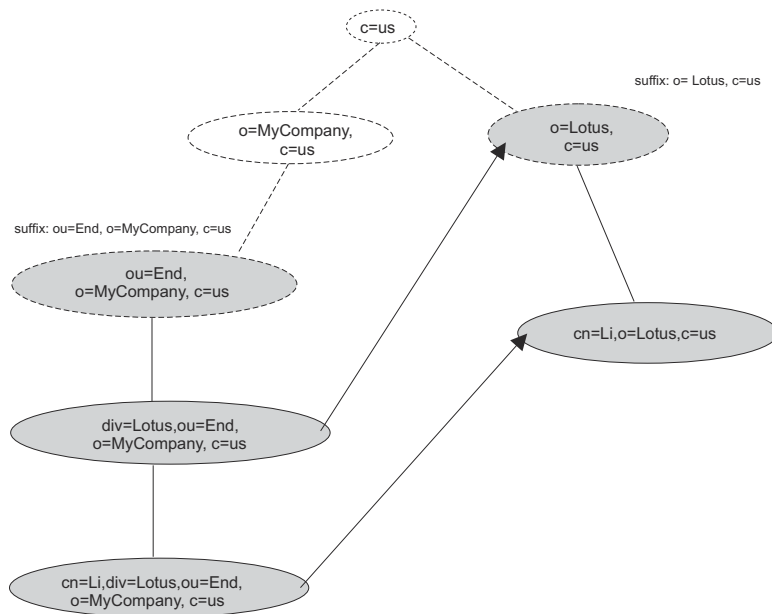 c=us
suffix: o= Lotus, c=us
o=MyCompany,
c=us
o=Lotus,
c=us
suffix: ou=End, o=MyCompany, c=us
ou=End,
o=MyCompany, c=us
cn=Li,o=Lotus,c=us
div=Lotus,ou=End,
o=MyCompany, c=us
cn=Li,div=Lotus,ou=End,
o=MyCompany, c=us